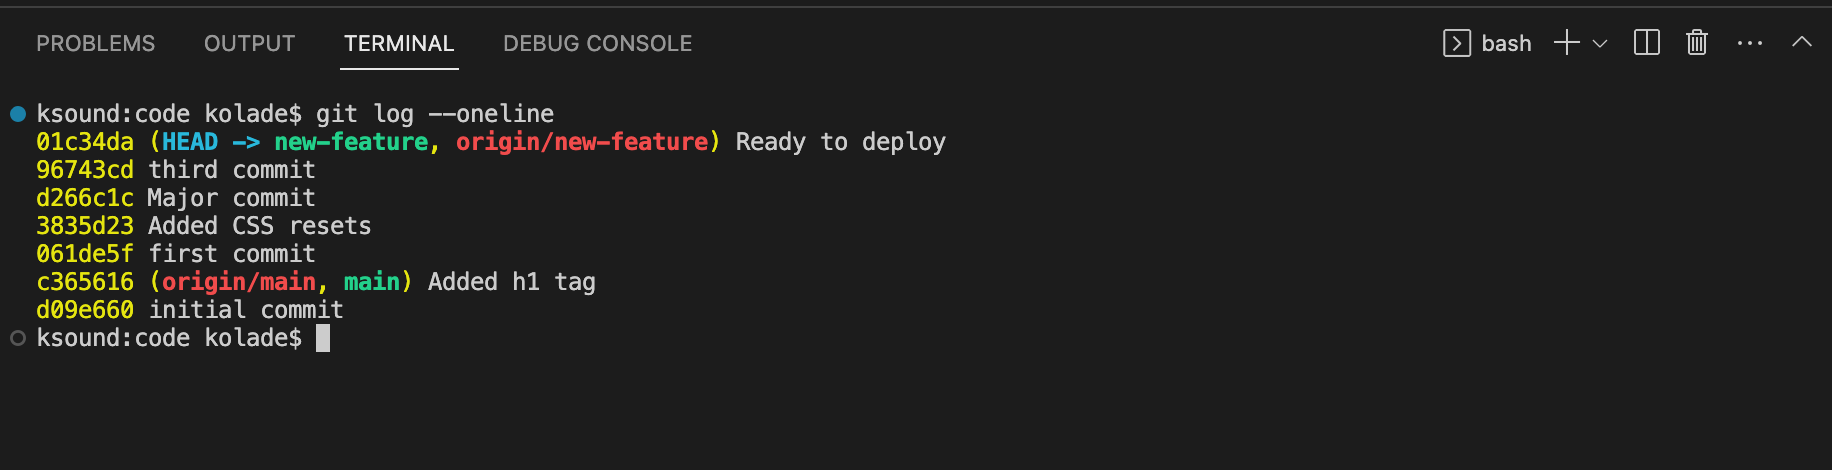 PROBLEMS OUTPUT TERMINAL DEBUG CONSOLE bash
ksound:code kolade$ git log --oneline
01c34da (HEAD -> new-feature, origin/new-feature) Ready to deploy
96743cd third commit
d266c1c Major commit
3835d23 Added CSS resets
061de5f first commit
c365616 (origin/main, main) Added h1 tag
d09e660 initial commit
ksound:code kolade$